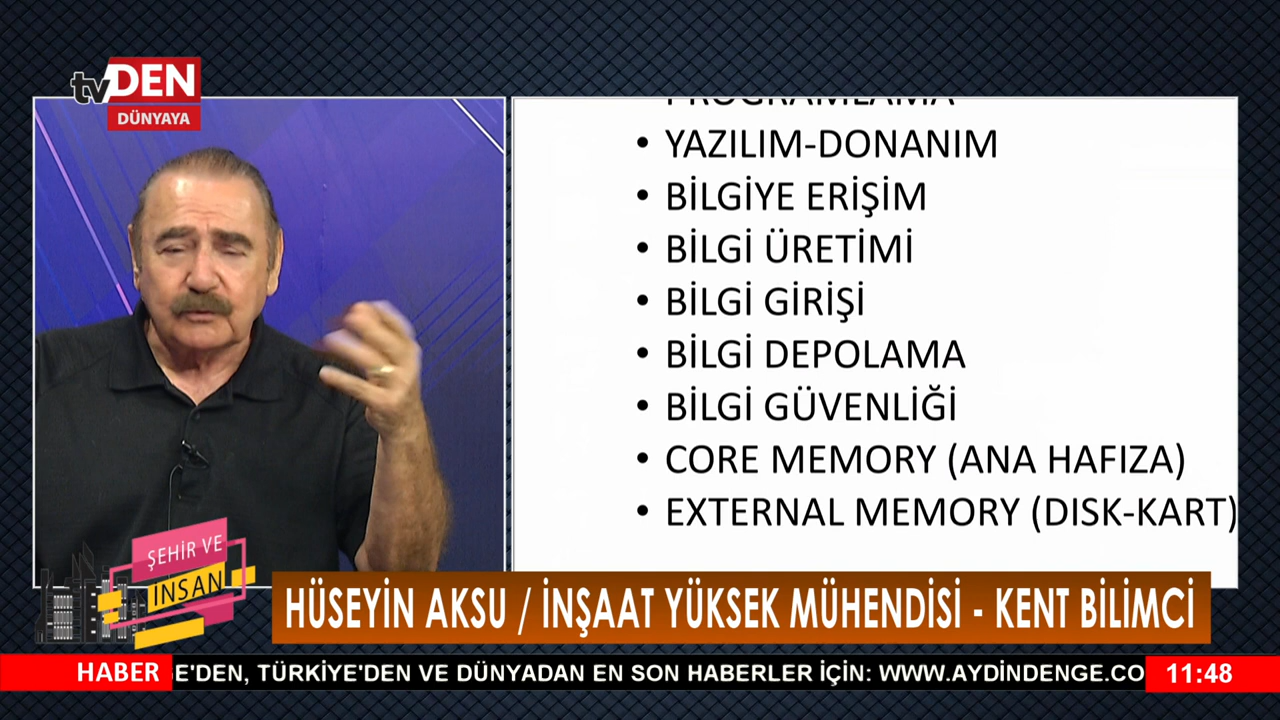 tvDEN
DÜNYAYA
PROGRAMLAMA
• YAZILIM-DONANIM
• BİLGİYE ERİŞİM
• BİLGİ ÜRETİMİ
• BİLGİ GİRİŞİ
• BİLGİ DEPOLAMA
• BİLGİ GÜVENLİĞİ
• CORE MEMORY (ANA HAFIZA)
• EXTERNAL MEMORY (DISK-KART)
ŞEHİR VE
İNSAN
HÜSEYİN AKSU / İNŞAAT YÜKSEK MÜHENDİSİ - KENT BİLİMCİ
HABER
GE'DEN, TÜRKİYE'DEN VE DÜNYADAN EN SON HABERLER İÇİN: WWW.AYDINDENGE.CO
11:48